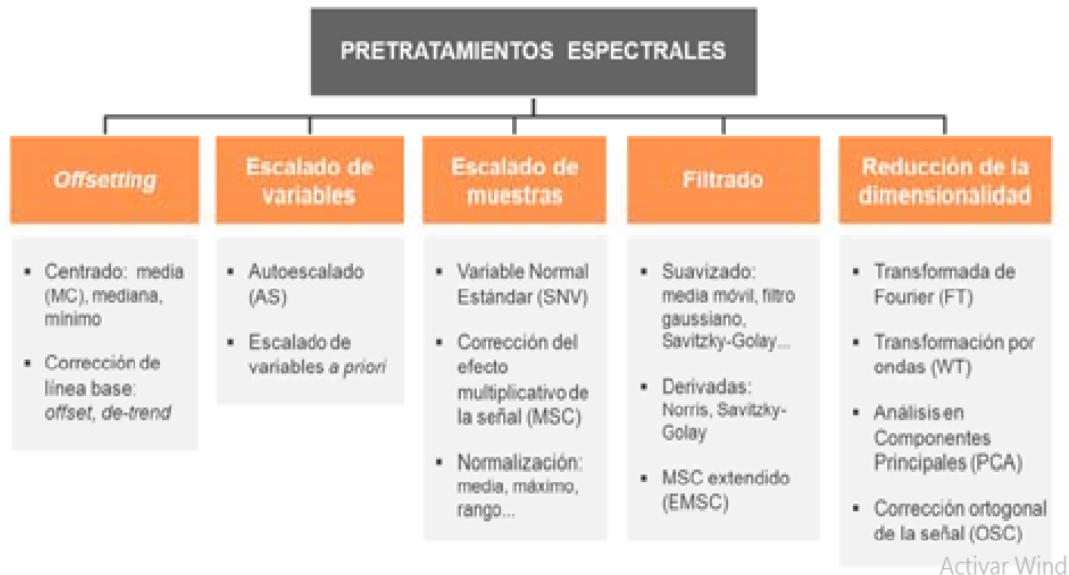 PRETRATAMIENTOS ESPECTRALES
Offsetting
▪ Centrado: media
(MC), mediana,
mínimo
▪ Corrección de
línea base:
offset, de-trend
Escalado de
variables
▪ Autoescalado
(AS)
▪ Escalado de
variables a priori
Escalado de
muestras
▪ Variable Normal
Estándar (SNV)
▪ Corrección del
efecto
multiplicativo de
la señal (MSC)
▪ Normalización:
media, máximo,
rango...
Filtrado
▪ Suavizado:
media móvil, filtro
gaussiano,
Savitzky-Golay...
▪ Derivadas:
Norris, Savitzky-
Golay
▪ MSC extendido
(EMSC)
Reducción de la
dimensionalidad
▪ Transformada de
Fourier (FT)
▪ Transformación por
ondas (WT)
▪ Análisis en
Componentes
Principales (PCA)
▪ Corrección ortogonal
de la señal (OSC)
Activar Wind